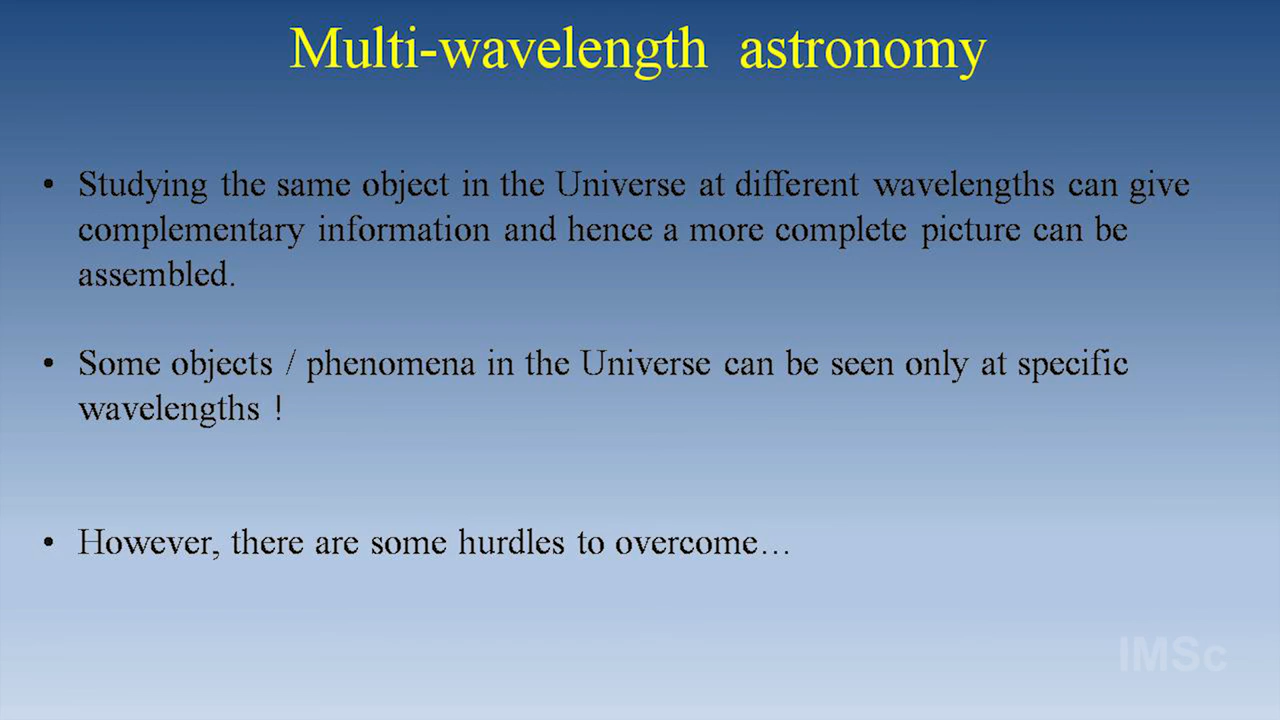 Multi-wavelength astronomy
• Studying the same object in the Universe at different wavelengths can give
complementary information and hence a more complete picture can be
assembled.
• Some objects / phenomena in the Universe can be seen only at specific
wavelengths !
• However, there are some hurdles to overcome…
IMSc